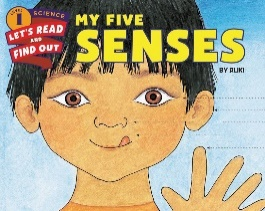 1
SCIENCE
LET'S READ
AND
FIND OUT
MY FIVE
SENSES
BY ALIKI